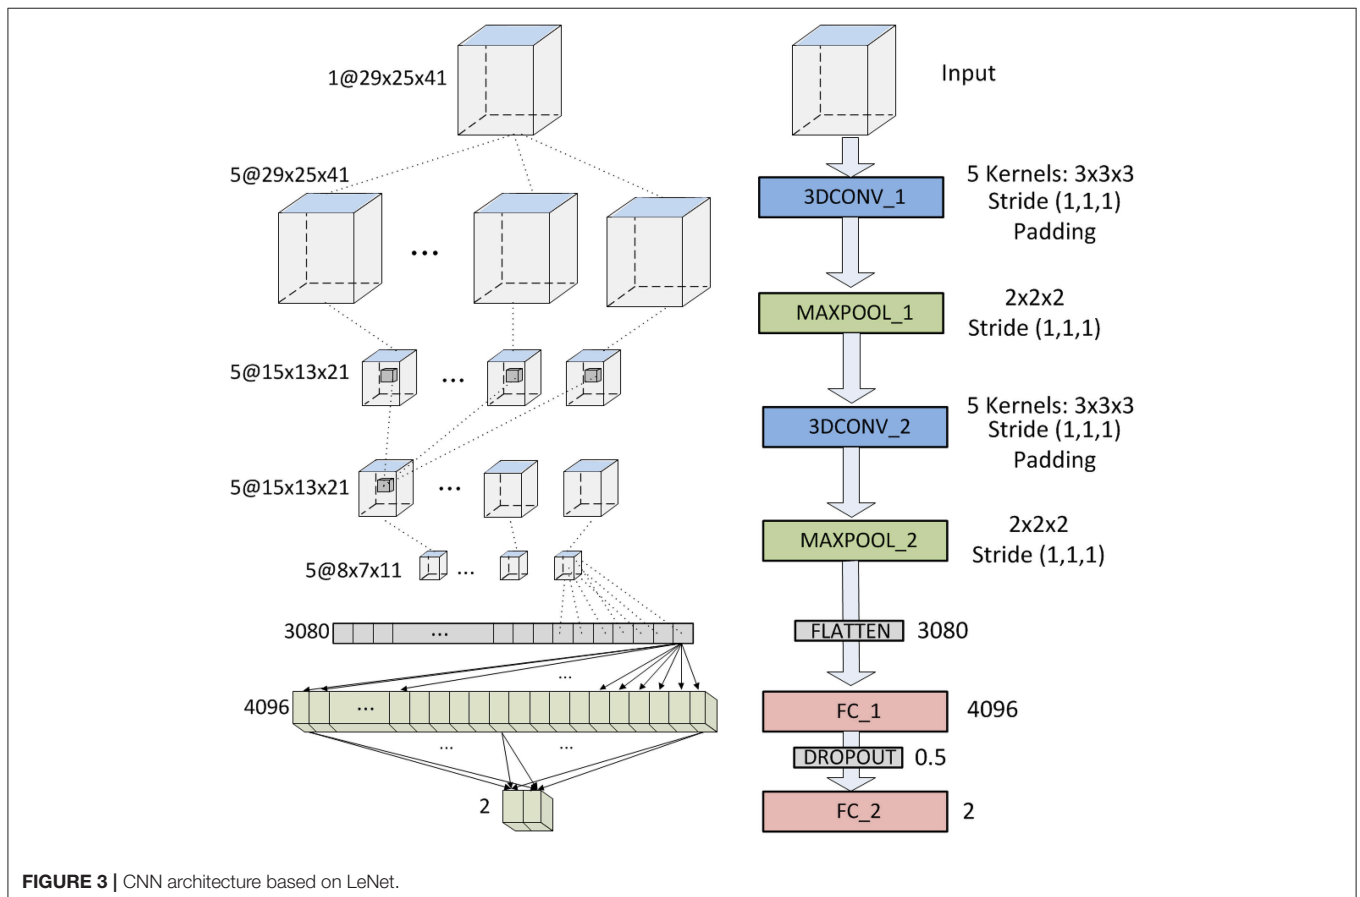 1@29x25x41
Input
5@29x25x41
...
3DCONV_1
5 Kernels: 3x3x3
Stride (1,1,1)
Padding
MAXPOOL_1
2x2x2
Stride (1,1,1)
5@15x13x21
...
3DCONV_2
5 Kernels: 3x3x3
Stride (1,1,1)
Padding
5@15x13x21
...
MAXPOOL_2
2x2x2
Stride (1,1,1)
5@8x7x11
...
3080
...
FLATTEN
3080
...
4096
...
FC_1
4096
...
...
DROPOUT
0.5
2
FC_2
2
FIGURE 3 | CNN architecture based on LeNet.